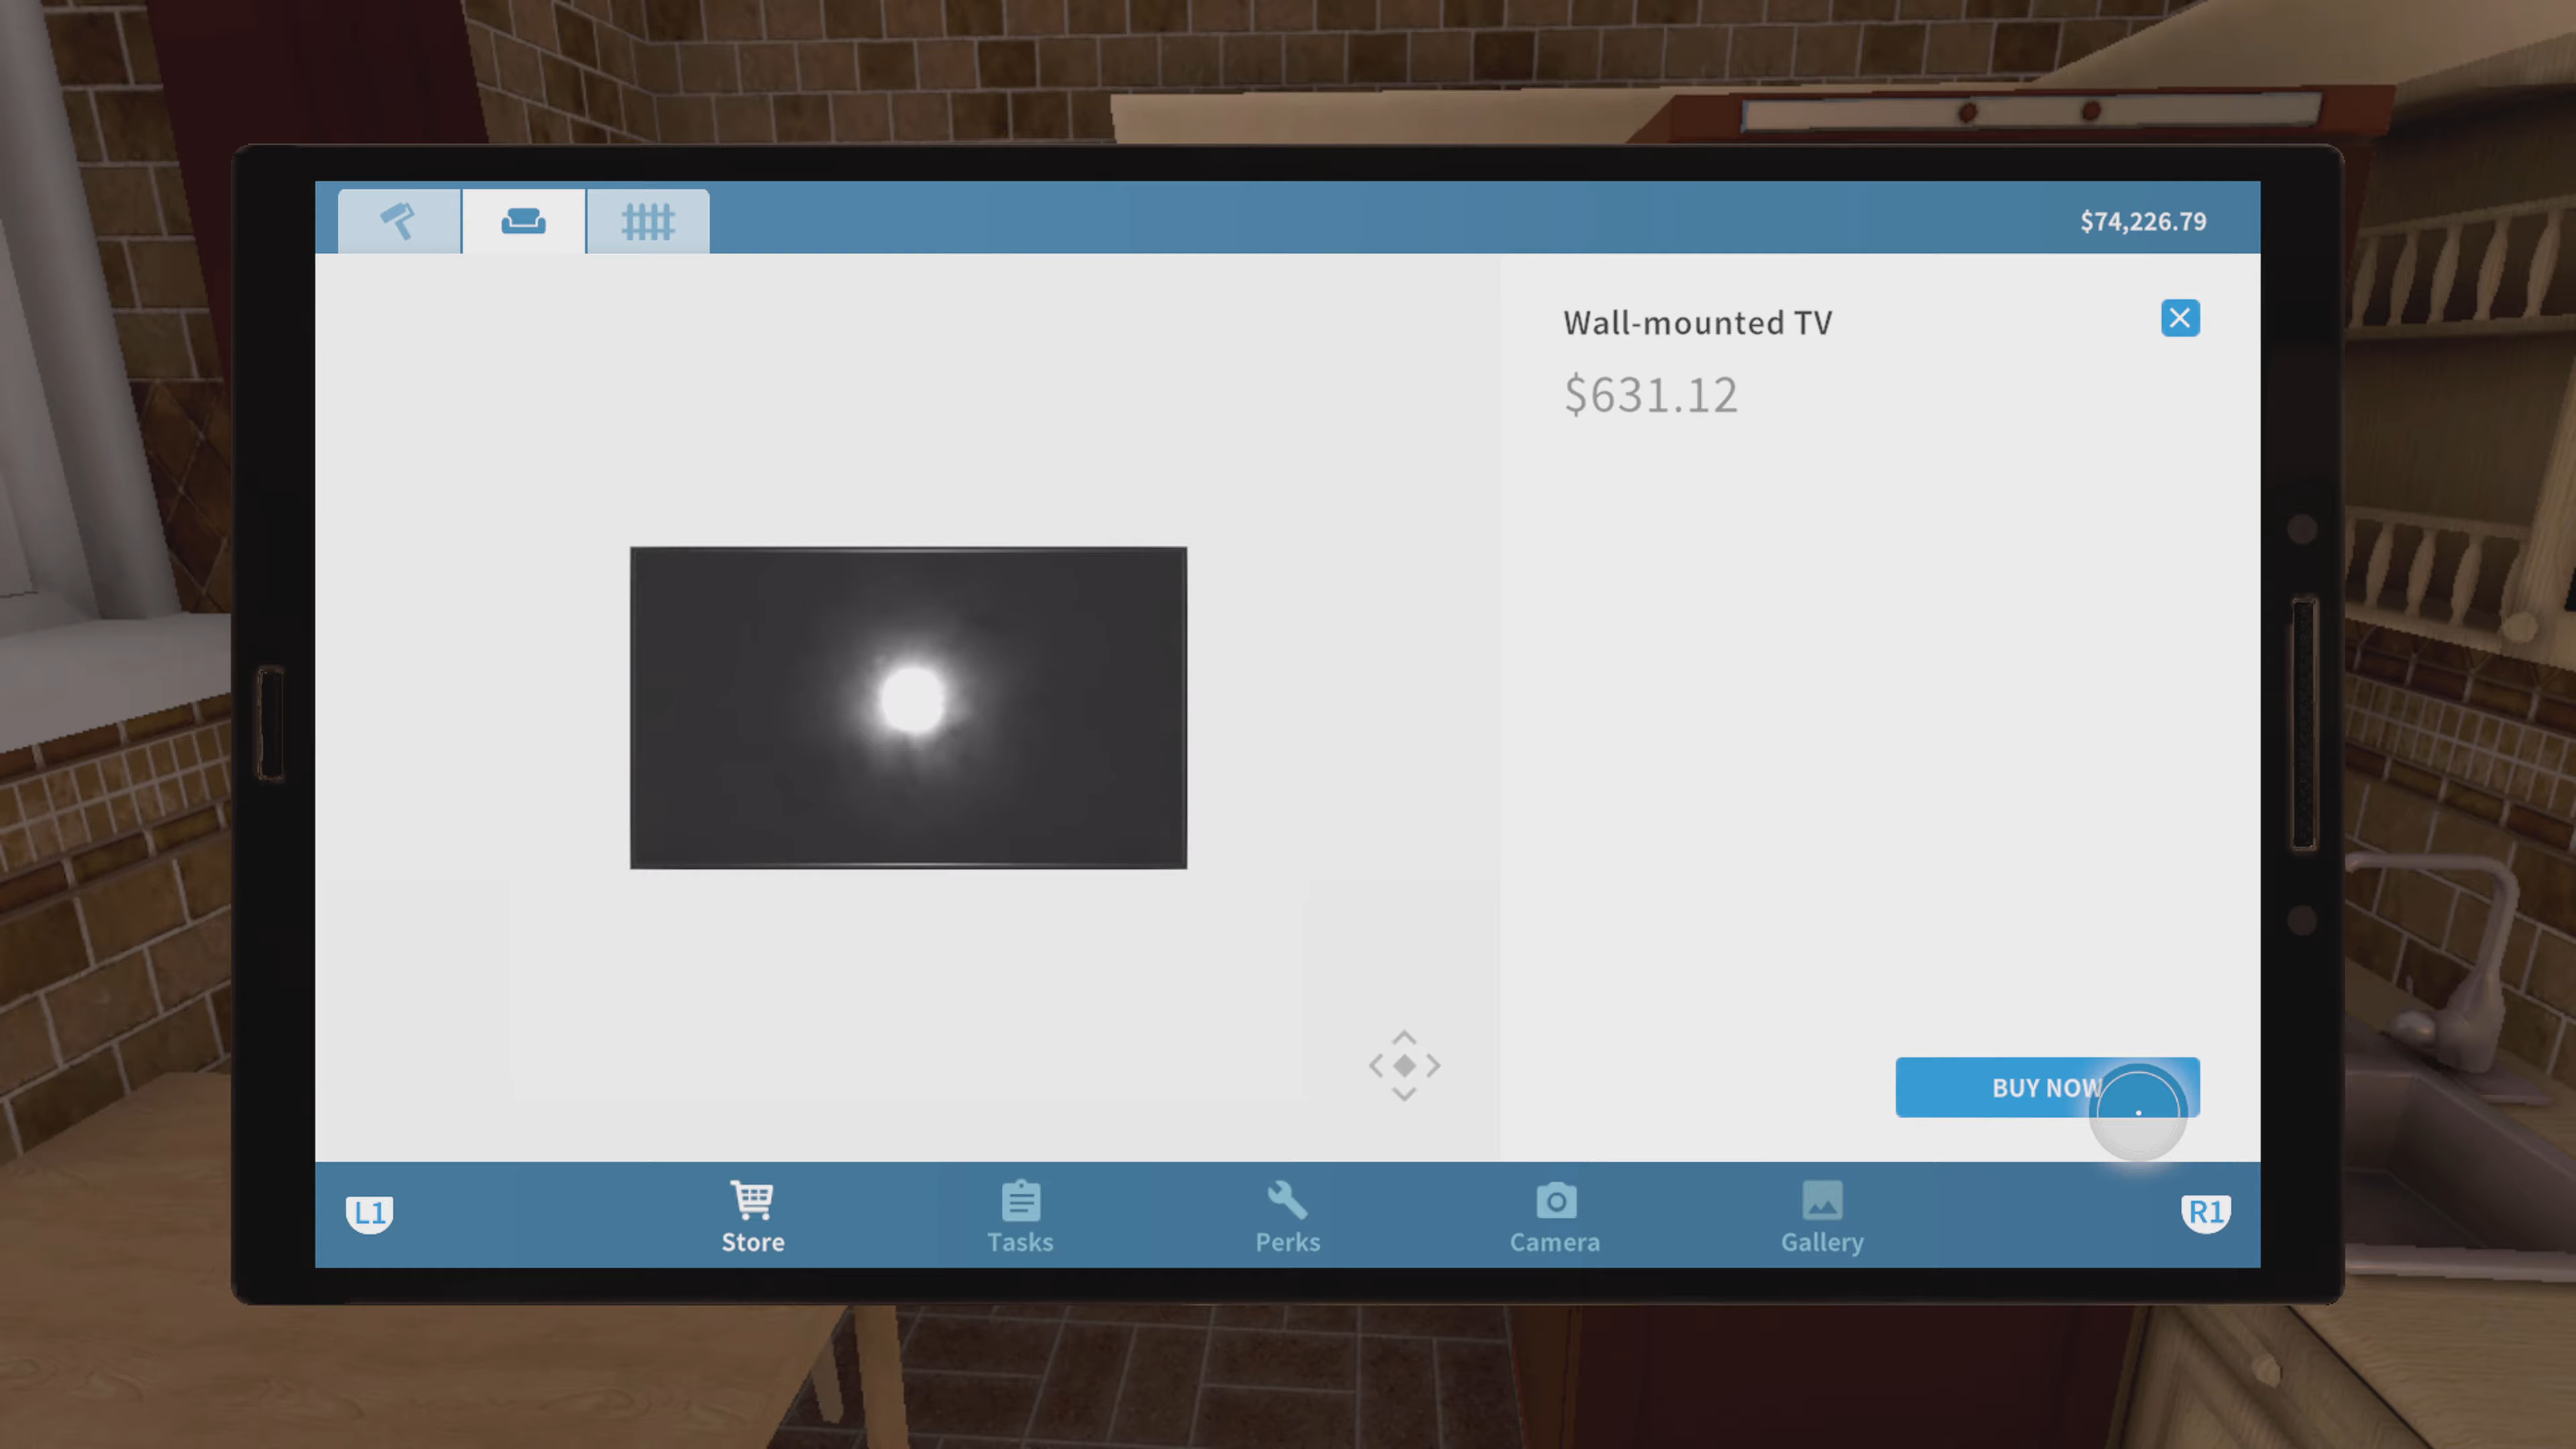 $74,226.79
Wall-mounted TV
$631.12
BUY NOW
L1
Store
Tasks
Perks
Camera
Gallery
R1